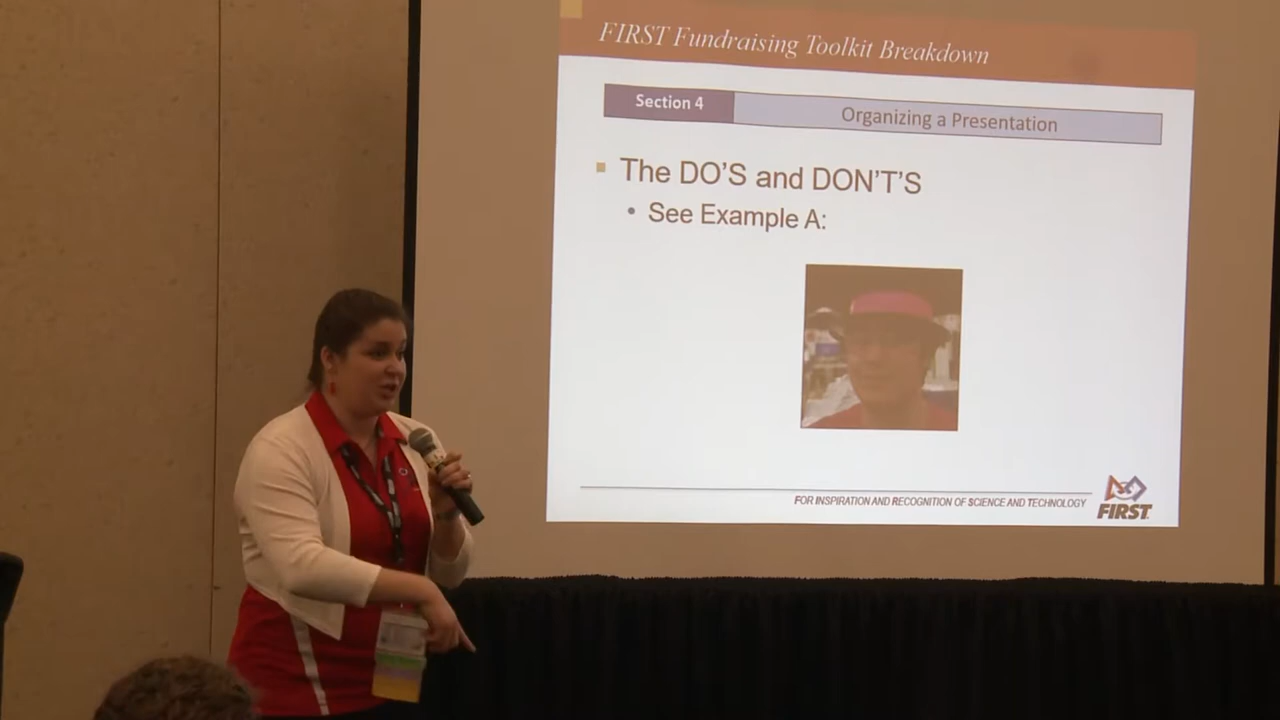 FIRST Fundraising Toolkit Breakdown
Section 4
Organizing a Presentation
The DO'S and DON'T'S
See Example A:
FOR INSPIRATION AND RECOGNITION OF SCIENCE AND TECHNOLOGY
FIRST